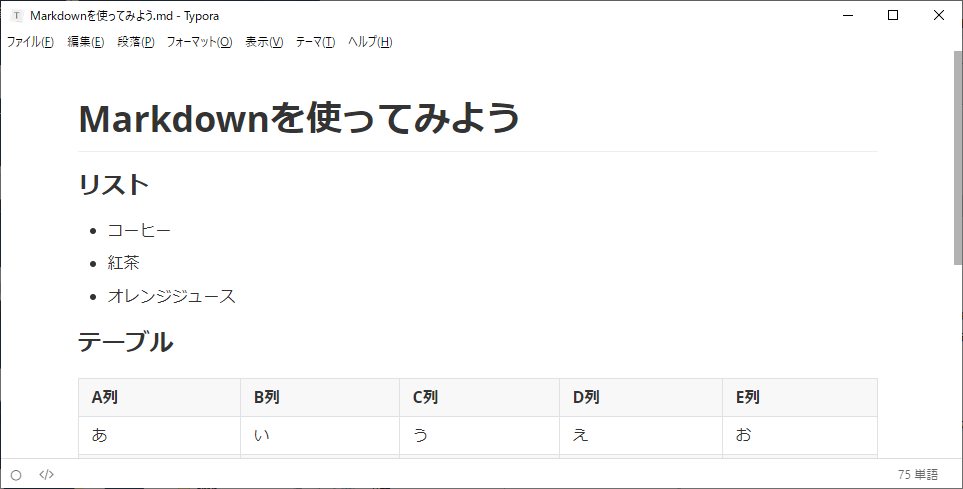 T Markdownを使ってみよう.md - Typora
ファイル(F) 編集(E) 段落(P) フォーマット(O) 表示(V) テーマ(T) ヘルプ(H)
Markdownを使ってみよう
リスト
• コーヒー
• 紅茶
• オレンジジュース
テーブル
A列 B列 C列 D列 E列
あ い う え お
</> 75 単語